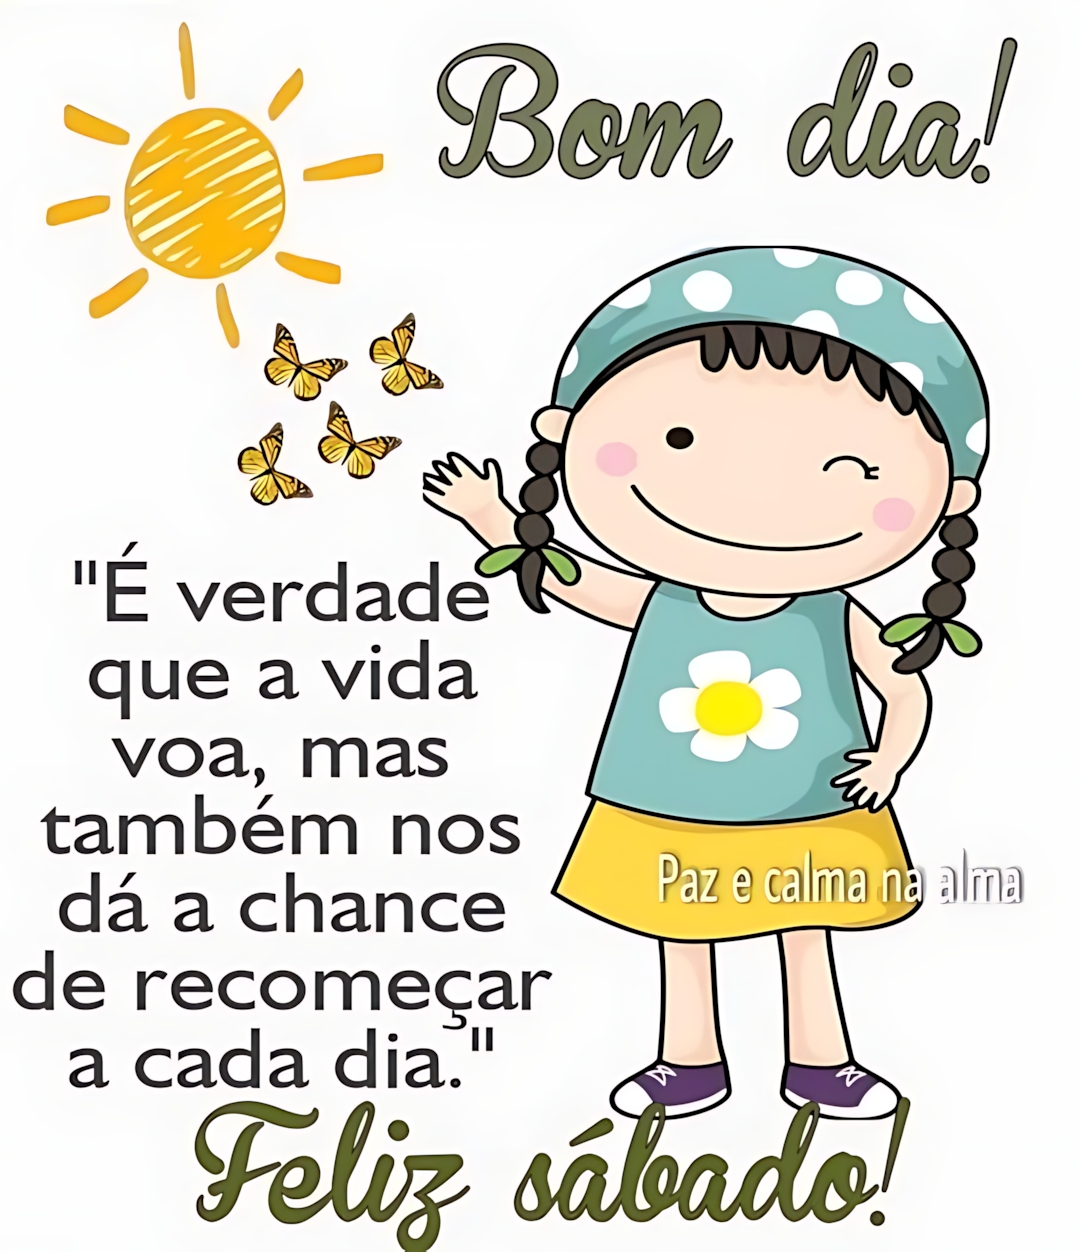 Bom dia!
"É verdade
que a vida
voa, mas
também nos
dá a chance
de recomeçar
a cada dia."
Paz e calma na alma
Feliz sábado!